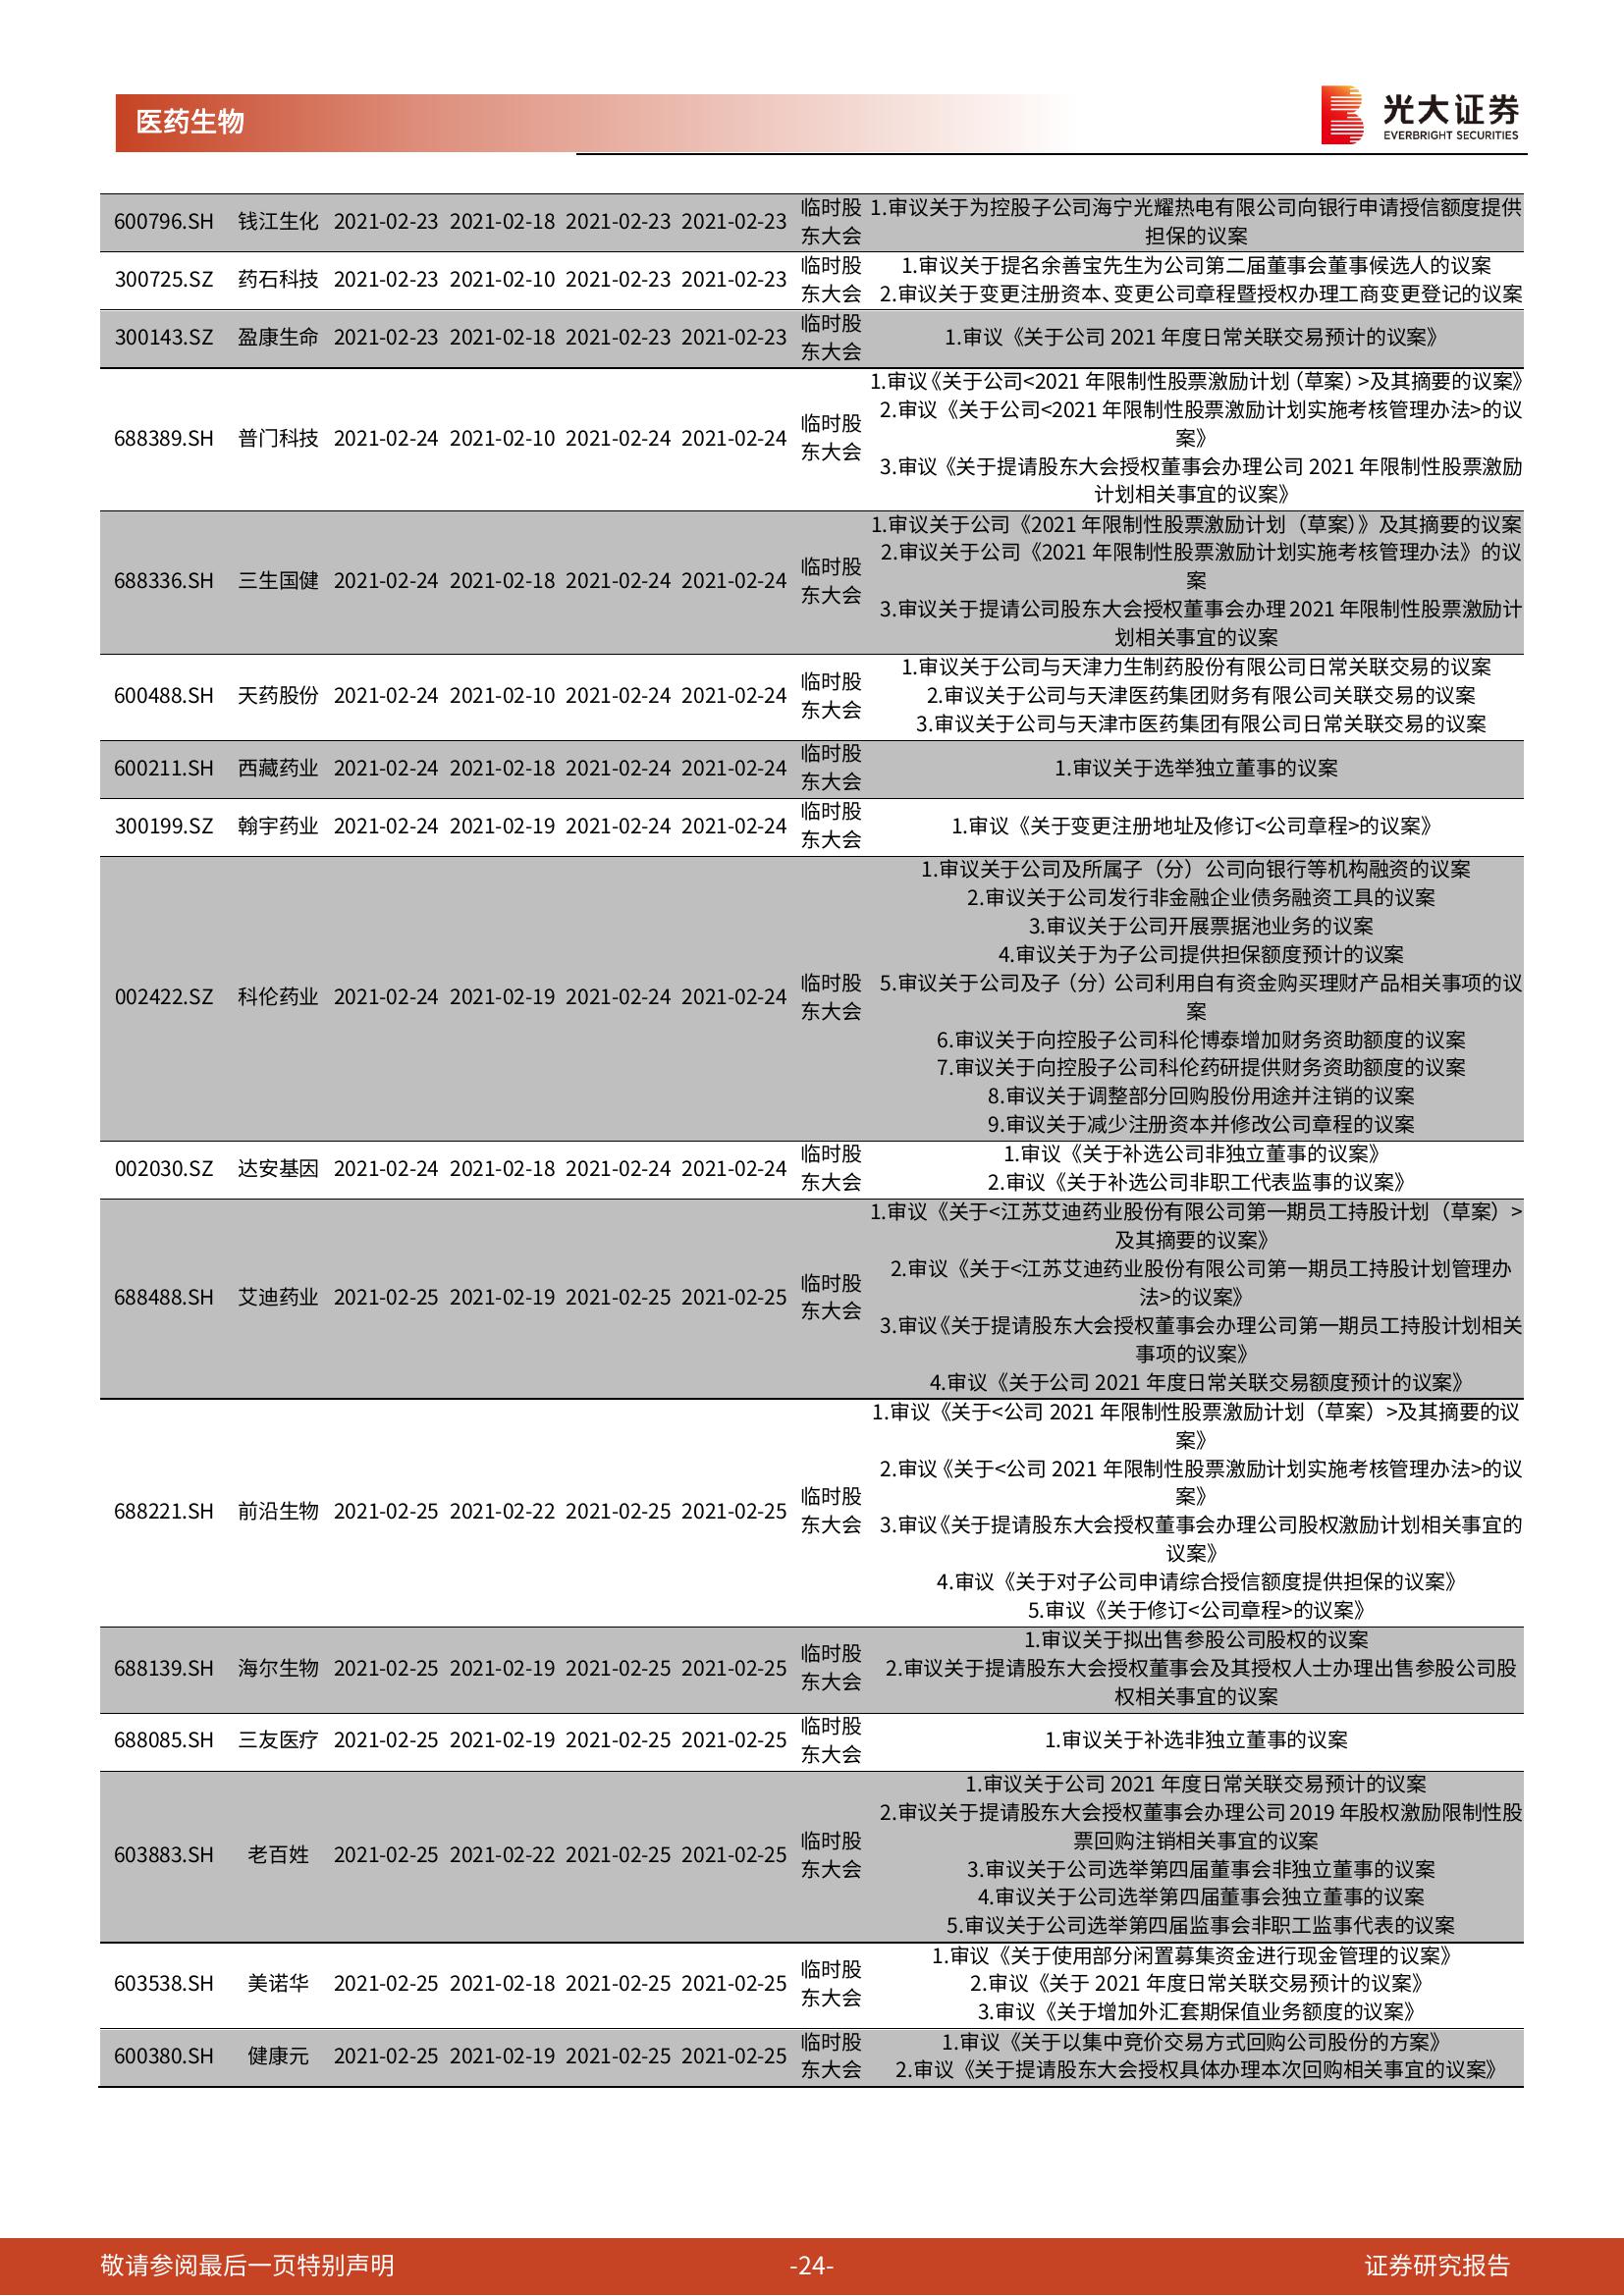 医药生物
光大证券
EVERBRIGHT SECURITIES
600796.SH 钱江生化 2021-02-23 2021-02-18 2021-02-23 2021-02-23 临时股东大会 1.审议关于为控股子公司海宁光耀热电有限公司向银行申请授信额度提供
担保的议案
300725.SZ 药石科技 2021-02-23 2021-02-10 2021-02-23 2021-02-23 临时股东大会 1.审议关于提名余善宝先生为公司第二届董事会董事候选人的议案
2.审议关于变更注册资本、变更公司章程暨授权办理工商变更登记的议案
300143.SZ 盈康生命 2021-02-23 2021-02-18 2021-02-23 2021-02-23 临时股东大会 1.审议《关于公司 2021 年度日常关联交易预计的议案》
688389.SH 普门科技 2021-02-24 2021-02-10 2021-02-24 2021-02-24 临时股东大会 1.审议《关于公司<2021 年限制性股票激励计划（草案）>及其摘要的议案》
2.审议《关于公司<2021 年限制性股票激励计划实施考核管理办法>的议
案》
3.审议《关于提请股东大会授权董事会办理公司 2021 年限制性股票激励
计划相关事宜的议案》
688336.SH 三生国健 2021-02-24 2021-02-18 2021-02-24 2021-02-24 临时股东大会 1.审议关于公司《2021 年限制性股票激励计划（草案）》及其摘要的议案
2.审议关于公司《2021 年限制性股票激励计划实施考核管理办法》的议
案
3.审议关于提请公司股东大会授权董事会办理 2021 年限制性股票激励计
划相关事宜的议案
600488.SH 天药股份 2021-02-24 2021-02-10 2021-02-24 2021-02-24 临时股东大会 1.审议关于公司与天津力生制药股份有限公司日常关联交易的议案
2.审议关于公司与天津医药集团财务有限公司关联交易的议案
3.审议关于公司与天津市医药集团有限公司日常关联交易的议案
600211.SH 西藏药业 2021-02-24 2021-02-18 2021-02-24 2021-02-24 临时股东大会 1.审议关于选举独立董事的议案
300199.SZ 翰宇药业 2021-02-24 2021-02-19 2021-02-24 2021-02-24 临时股东大会 1.审议《关于变更注册地址及修订<公司章程>的议案》
002422.SZ 科伦药业 2021-02-24 2021-02-19 2021-02-24 2021-02-24 临时股东大会 1.审议关于公司及所属子（分）公司向银行等机构融资的议案
2.审议关于公司发行非金融企业债务融资工具的议案
3.审议关于公司开展票据池业务的议案
4.审议关于为子公司提供担保额度预计的议案
5.审议关于公司及子（分）公司利用自有资金购买理财产品相关事项的议
案
6.审议关于向控股子公司科伦博泰增加财务资助额度的议案
7.审议关于向控股子公司科伦药研提供财务资助额度的议案
8.审议关于调整部分回购股份用途并注销的议案
9.审议关于减少注册资本并修改公司章程的议案
002030.SZ 达安基因 2021-02-24 2021-02-18 2021-02-24 2021-02-24 临时股东大会 1.审议《关于补选公司非独立董事的议案》
2.审议《关于补选公司非职工代表监事的议案》
688488.SH 艾迪药业 2021-02-25 2021-02-19 2021-02-25 2021-02-25 临时股东大会 1.审议《关于<江苏艾迪药业股份有限公司第一期员工持股计划（草案）>
及其摘要的议案》
2.审议《关于<江苏艾迪药业股份有限公司第一期员工持股计划管理办
法>的议案》
3.审议《关于提请股东大会授权董事会办理公司第一期员工持股计划相关
事项的议案》
4.审议《关于公司 2021 年度日常关联交易额度预计的议案》
688221.SH 前沿生物 2021-02-25 2021-02-22 2021-02-25 2021-02-25 临时股东大会 1.审议《关于<公司 2021 年限制性股票激励计划（草案）>及其摘要的议
案》
2.审议《关于<公司 2021 年限制性股票激励计划实施考核管理办法>的议
案》
3.审议《关于提请股东大会授权董事会办理公司股权激励计划相关事宜的
议案》
4.审议《关于对子公司申请综合授信额度提供担保的议案》
5.审议《关于修订<公司章程>的议案》
688139.SH 海尔生物 2021-02-25 2021-02-19 2021-02-25 2021-02-25 临时股东大会 1.审议关于拟出售参股公司股权的议案
2.审议关于提请股东大会授权董事会及其授权人士办理出售参股公司股
权相关事宜的议案
688085.SH 三友医疗 2021-02-25 2021-02-19 2021-02-25 2021-02-25 临时股东大会 1.审议关于补选非独立董事的议案
603883.SH 老百姓 2021-02-25 2021-02-22 2021-02-25 2021-02-25 临时股东大会 1.审议关于公司 2021 年度日常关联交易预计的议案
2.审议关于提请股东大会授权董事会办理公司 2019 年股权激励限制性股
票回购注销相关事宜的议案
3.审议关于公司选举第四届董事会非独立董事的议案
4.审议关于公司选举第四届董事会独立董事的议案
5.审议关于公司选举第四届监事会非职工监事代表的议案
603538.SH 美诺华 2021-02-25 2021-02-18 2021-02-25 2021-02-25 临时股东大会 1.审议《关于使用部分闲置募集资金进行现金管理的议案》
2.审议《关于 2021 年度日常关联交易预计的议案》
3.审议《关于增加外汇套期保值业务额度的议案》
600380.SH 健康元 2021-02-25 2021-02-19 2021-02-25 2021-02-25 临时股东大会 1.审议《关于以集中竞价交易方式回购公司股份的方案》
2.审议《关于提请股东大会授权具体办理本次回购相关事宜的议案》
敬请参阅最后一页特别声明 -24- 证券研究报告